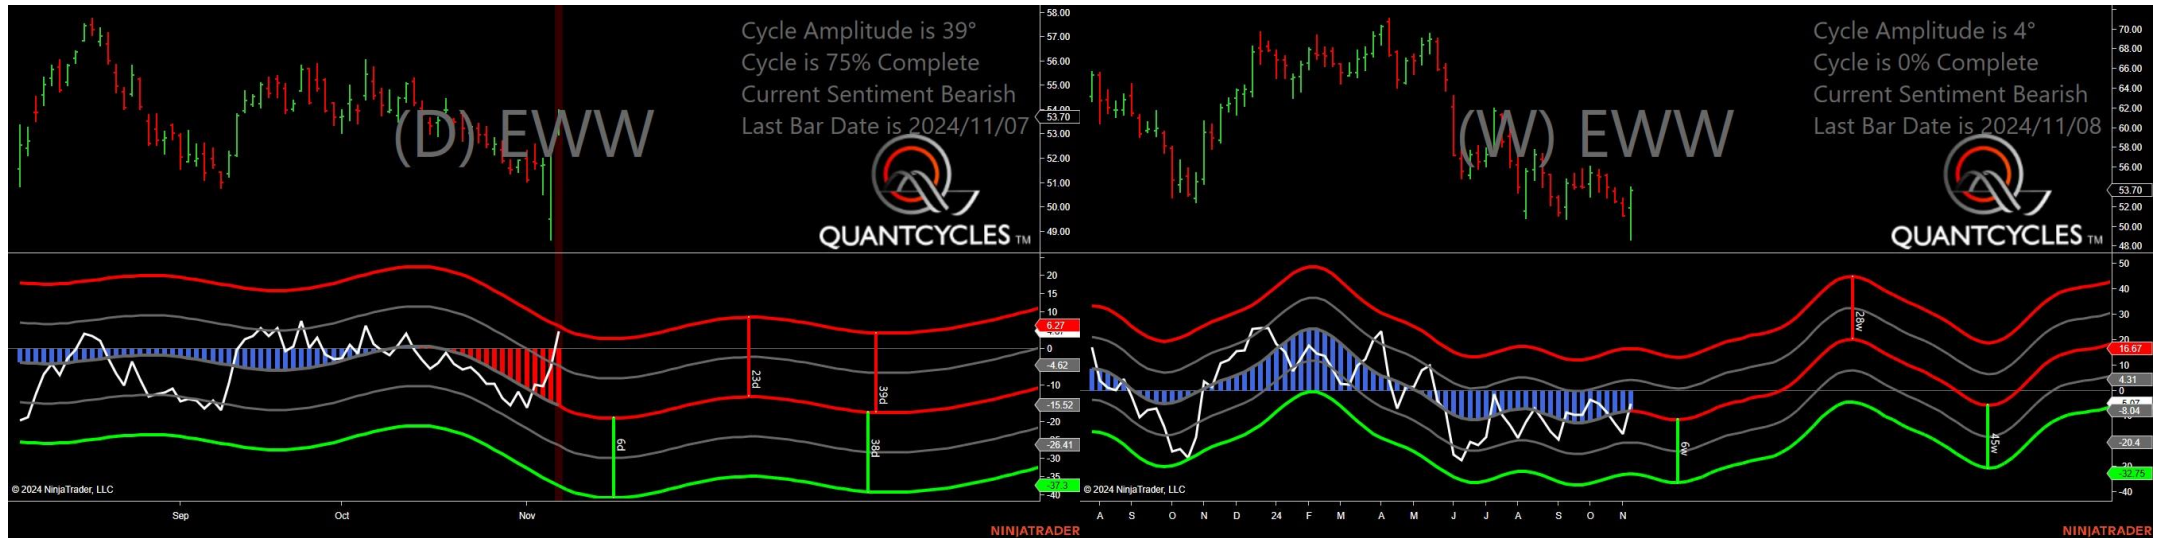 Cycle Amplitude is 39°
Cycle is 75% Complete
Current Sentiment Bearish
Last Bar Date is 2024/11/07
(D) EWW
QUANTCYCLES TM
58.00
57.00
56.00
55.00
54.00
53.70
53.00
52.00
51.00
50.00
49.00
20
15
10
6.27
0
-4.62
-10
-15.52
-20
-26.41
-30
-35
-37.3
-40
23d
39d
6d
38d
© 2024 NinjaTrader, LLC
Sep
Oct
Nov
NINJATRADER
Cycle Amplitude is 4°
Cycle is 0% Complete
Current Sentiment Bearish
Last Bar Date is 2024/11/08
(W) EWW
QUANTCYCLES TM
70.00
68.00
66.00
64.00
62.00
60.00
58.00
56.00
53.70
52.00
50.00
48.00
50
40
30
20
16.67
10
4.31
0
-8.04
-20.4
-32.75
-40
28w
6w
45w
© 2024 NinjaTrader, LLC
A S O N D 24 F M A M J J A S O N
NINJATRADER